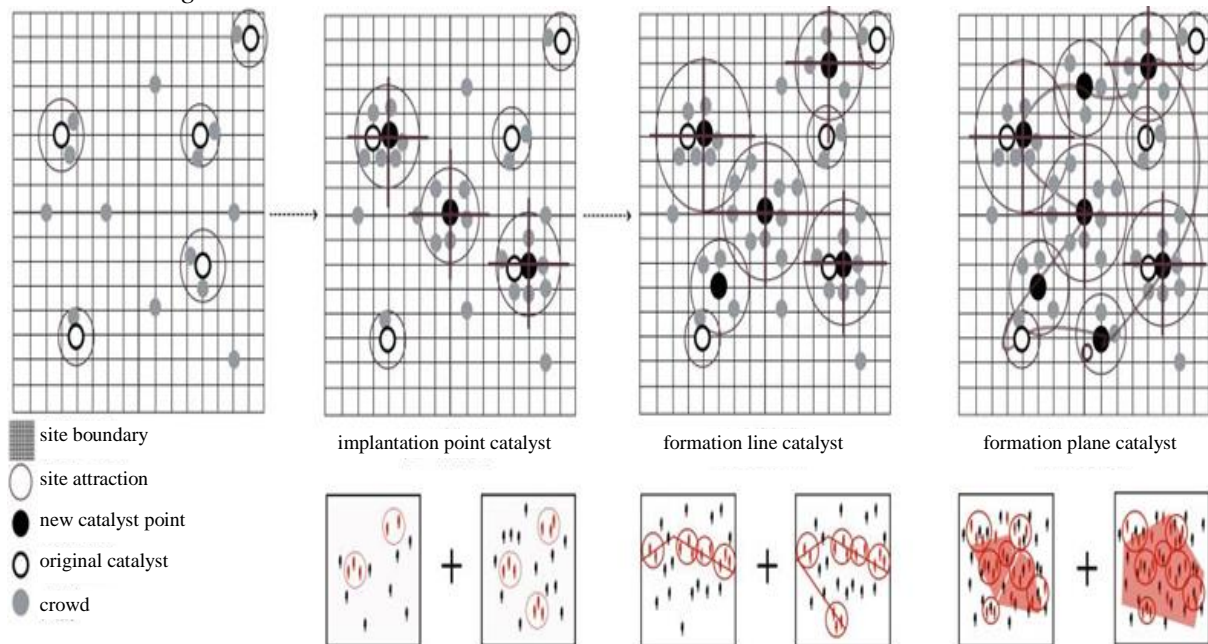 site boundary
site attraction
new catalyst point
original catalyst
crowd
implantation point catalyst
formation line catalyst
formation plane catalyst
+
+
+